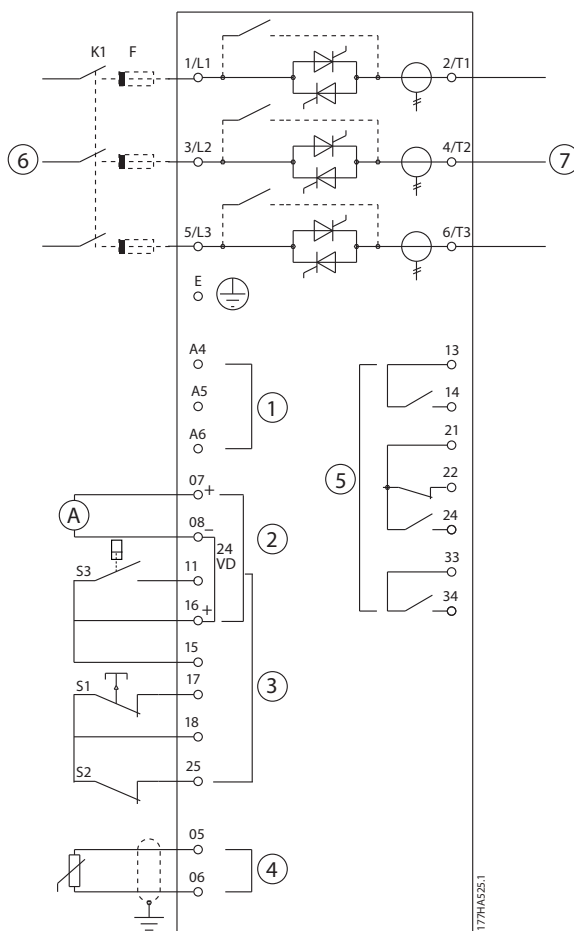 K1 F 1/L1 2/T1
6 3/L2 4/T2 7
5/L3 6/T3
E
A4 13
A5 1 14
A6 21
07 + 5 22
A 08 − 2 24
24
VD
S3 11 33
16 + 34
15
S1 17 3
18
S2 25
05
06 4
177HA525.1